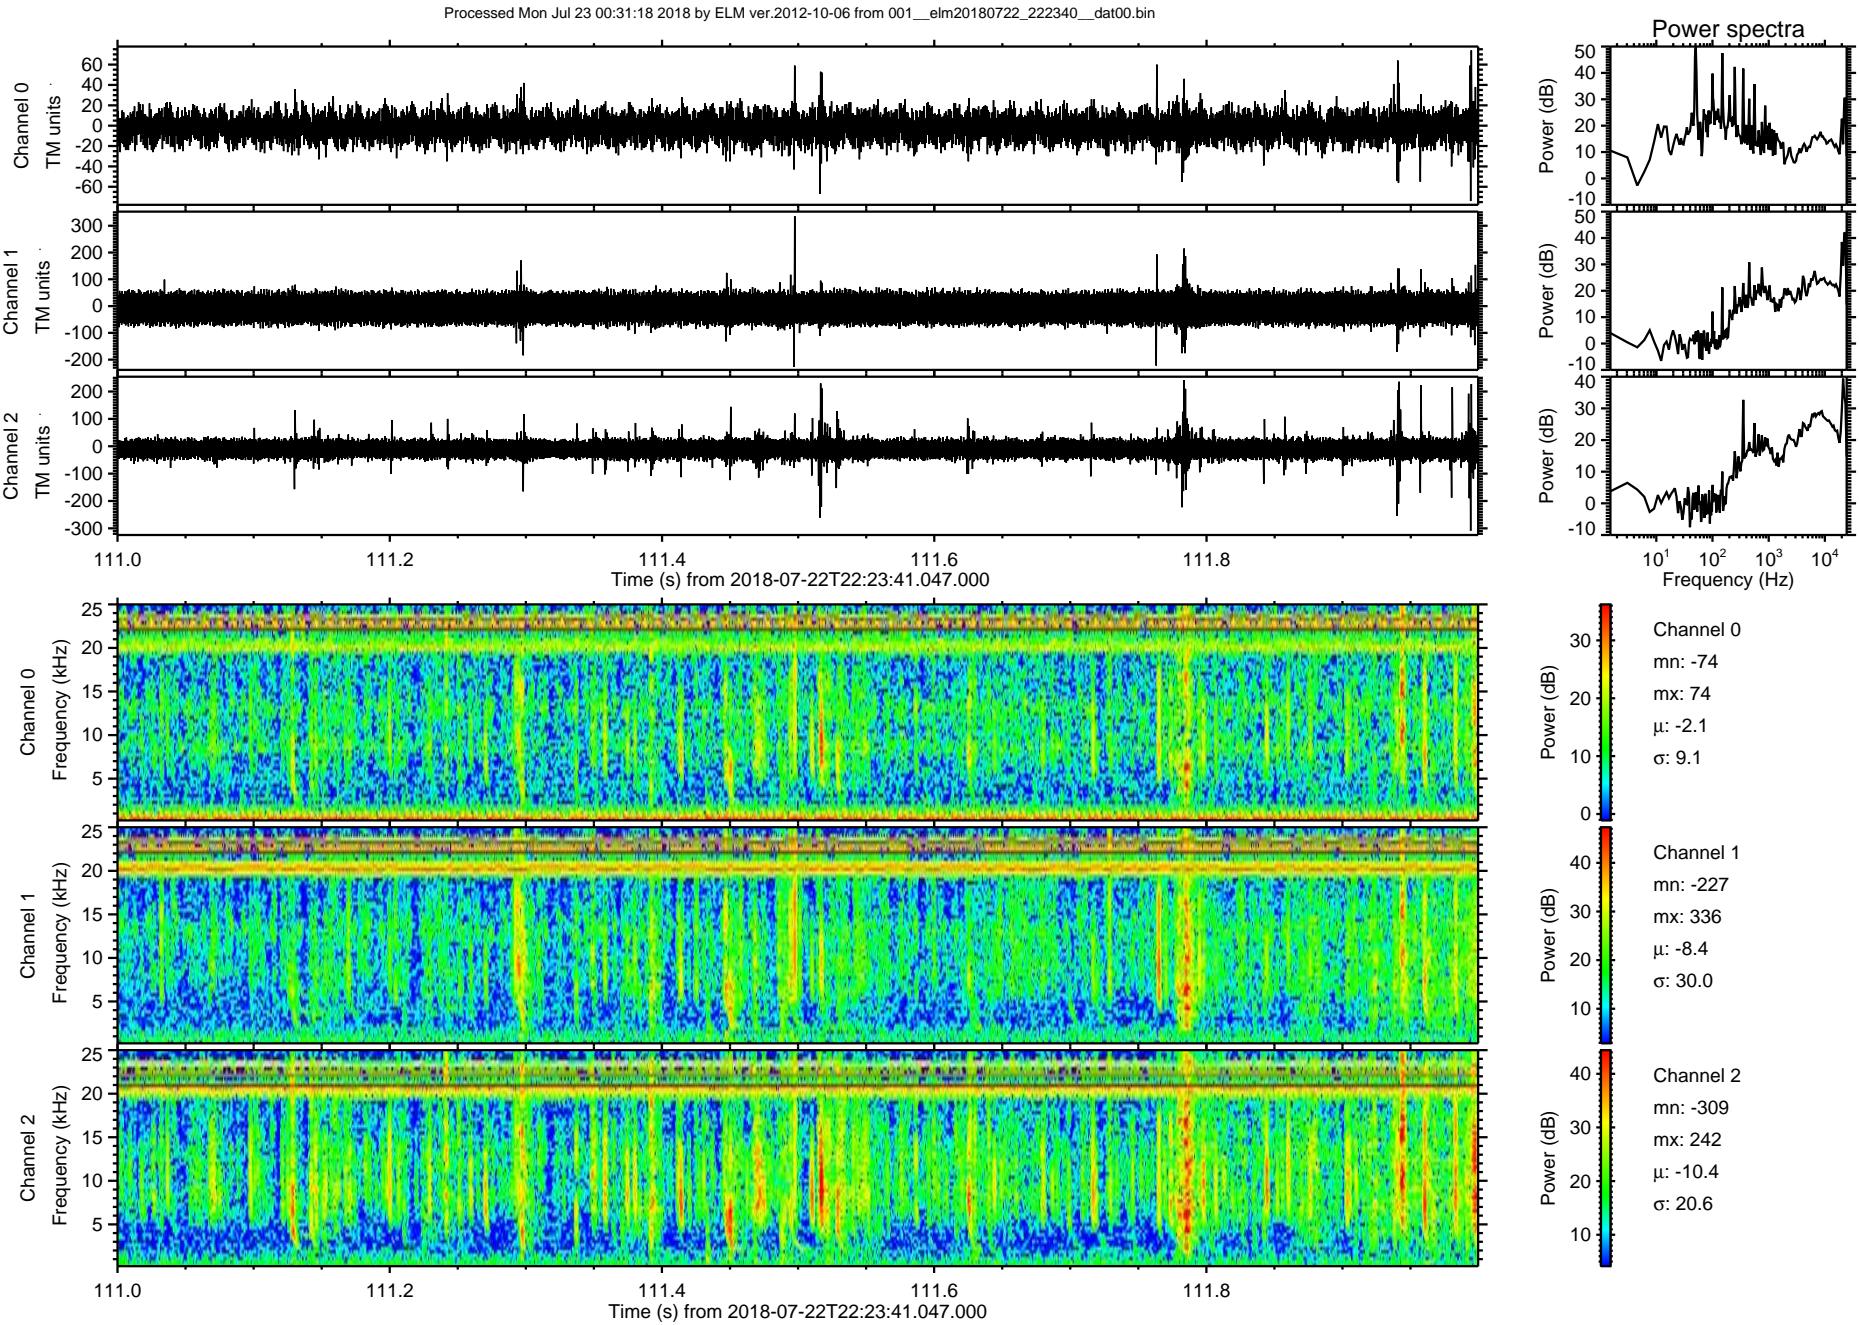 Processed Mon Jul 23 00:31:18 2018 by ELM ver.2012-10-06 from 001__elm20180722_222340__dat00.bin
Power spectra
Channel 0
TM units
60
40
20
0
-20
-40
-60
Power (dB)
50
40
30
20
10
0
-10
Channel 1
TM units
300
200
100
0
-100
-200
Power (dB)
50
40
30
20
10
0
-10
Channel 2
TM units
200
100
0
-100
-200
-300
Power (dB)
40
30
20
10
0
-10
111.0 111.2 111.4 111.6 111.8
Time (s) from 2018-07-22T22:23:41.047.000
10¹ 10² 10³ 10⁴
Frequency (Hz)
Channel 0
Frequency (kHz)
25
20
15
10
5
Power (dB)
30
20
10
0
Channel 0
mn: -74
mx: 74
μ: -2.1
σ: 9.1
Channel 1
Frequency (kHz)
25
20
15
10
5
Power (dB)
40
30
20
10
Channel 1
mn: -227
mx: 336
μ: -8.4
σ: 30.0
Channel 2
Frequency (kHz)
25
20
15
10
5
Power (dB)
40
30
20
10
Channel 2
mn: -309
mx: 242
μ: -10.4
σ: 20.6
111.0 111.2 111.4 111.6 111.8
Time (s) from 2018-07-22T22:23:41.047.000